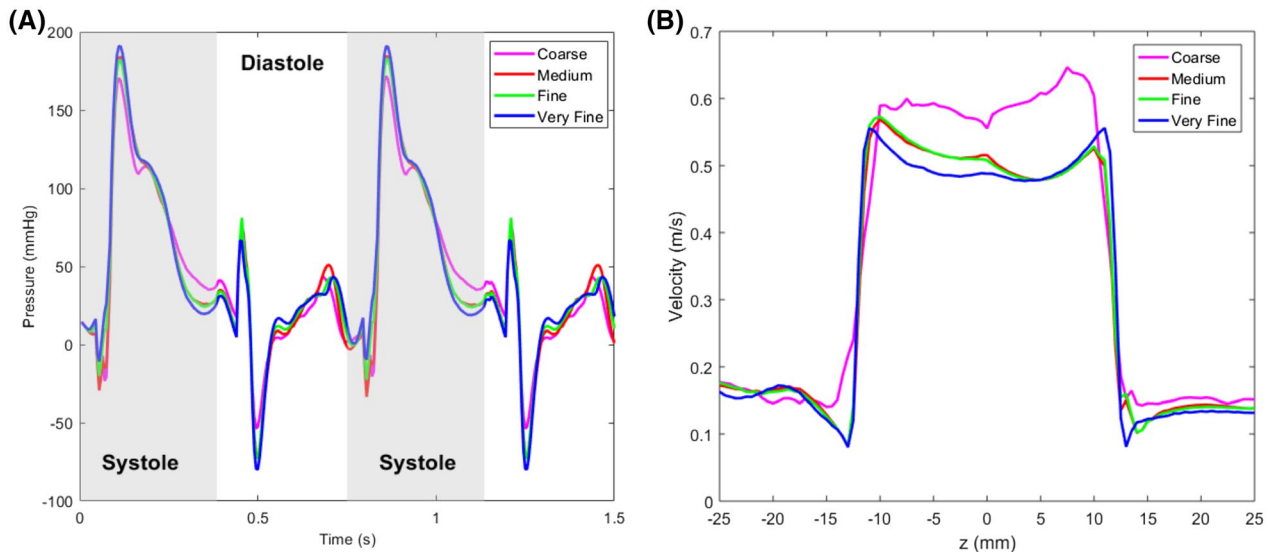 (A)
200
150
100
50
0
-50
-100
Pressure (mmHg)
0
0.5
1
1.5
Time (s)
Systole
Diastole
Systole
Coarse
Medium
Fine
Very Fine
(B)
0.7
0.6
0.5
0.4
0.3
0.2
0.1
0
Velocity (m/s)
-25
-20
-15
-10
-5
0
5
10
15
20
25
z (mm)
Coarse
Medium
Fine
Very Fine